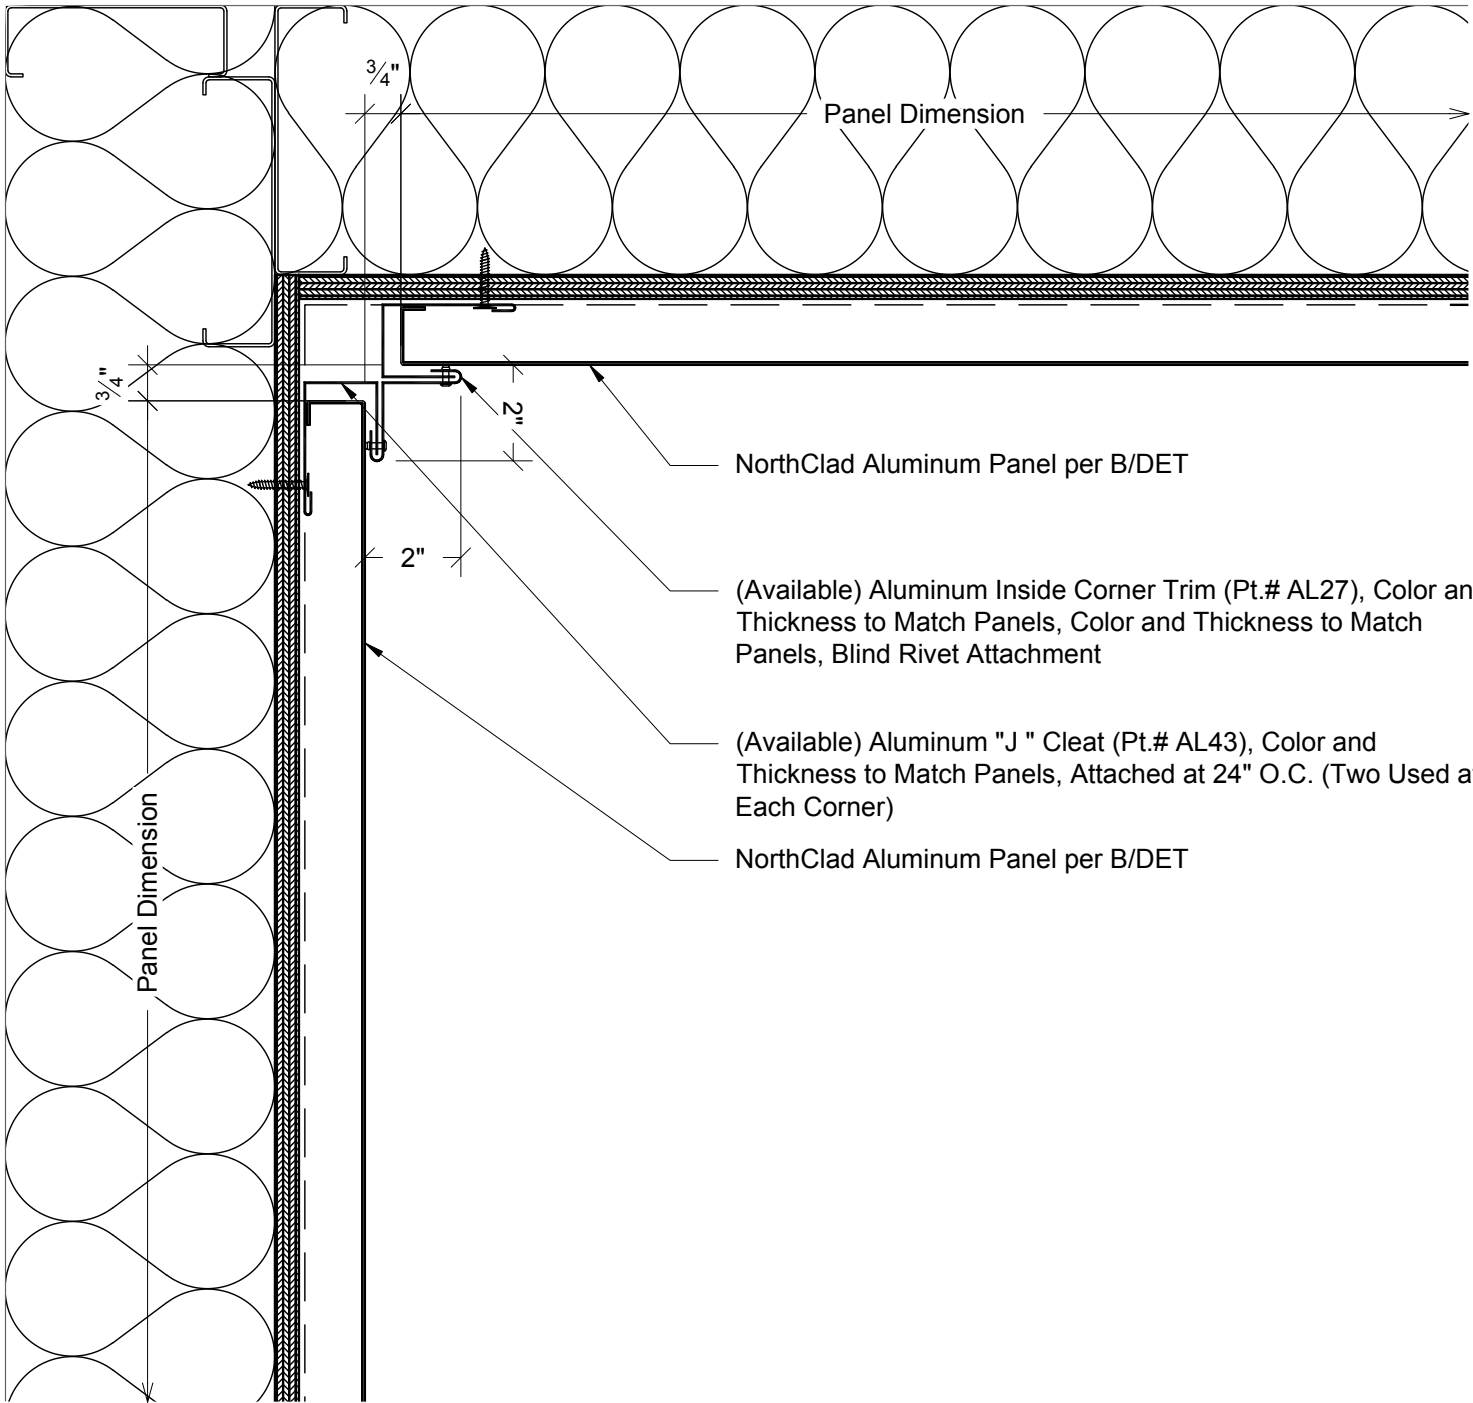 3/4"
Panel Dimension
3/4"
2"
NorthClad Aluminum Panel per B/DET
2"
(Available) Aluminum Inside Corner Trim (Pt.# AL27), Color an
Thickness to Match Panels, Color and Thickness to Match
Panels, Blind Rivet Attachment
(Available) Aluminum "J " Cleat (Pt.# AL43), Color and
Thickness to Match Panels, Attached at 24" O.C. (Two Used a
Each Corner)
Panel Dimension
NorthClad Aluminum Panel per B/DET